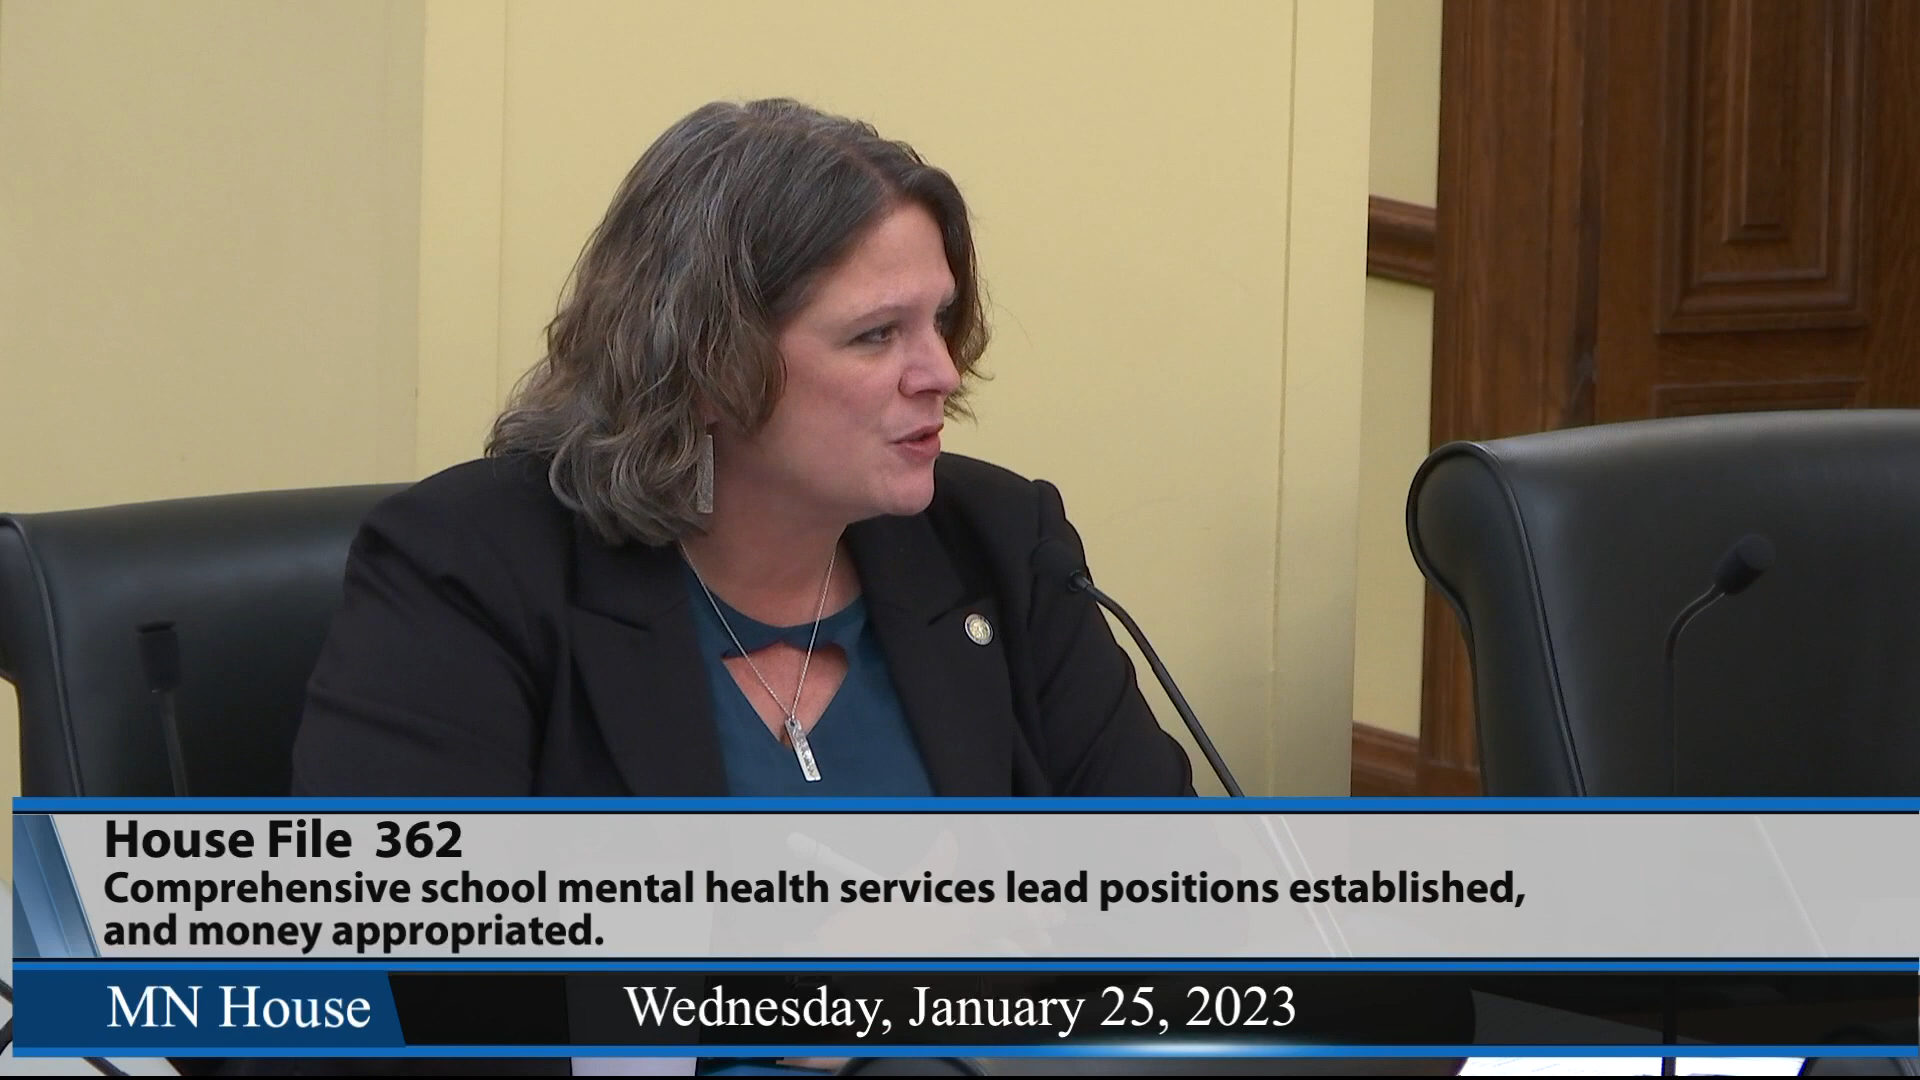 House File 362
Comprehensive school mental health services lead positions established,
and money appropriated.
MN House
Wednesday, January 25, 2023